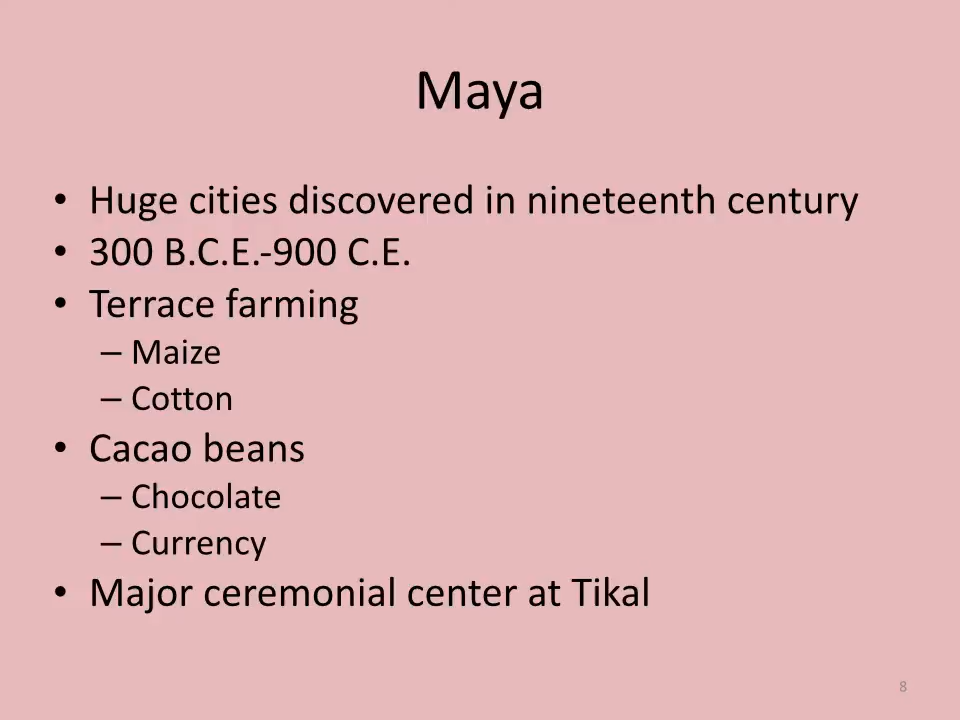 Maya
• Huge cities discovered in nineteenth century
• 300 B.C.E.-900 C.E.
• Terrace farming
– Maize
– Cotton
• Cacao beans
– Chocolate
– Currency
• Major ceremonial center at Tikal
8